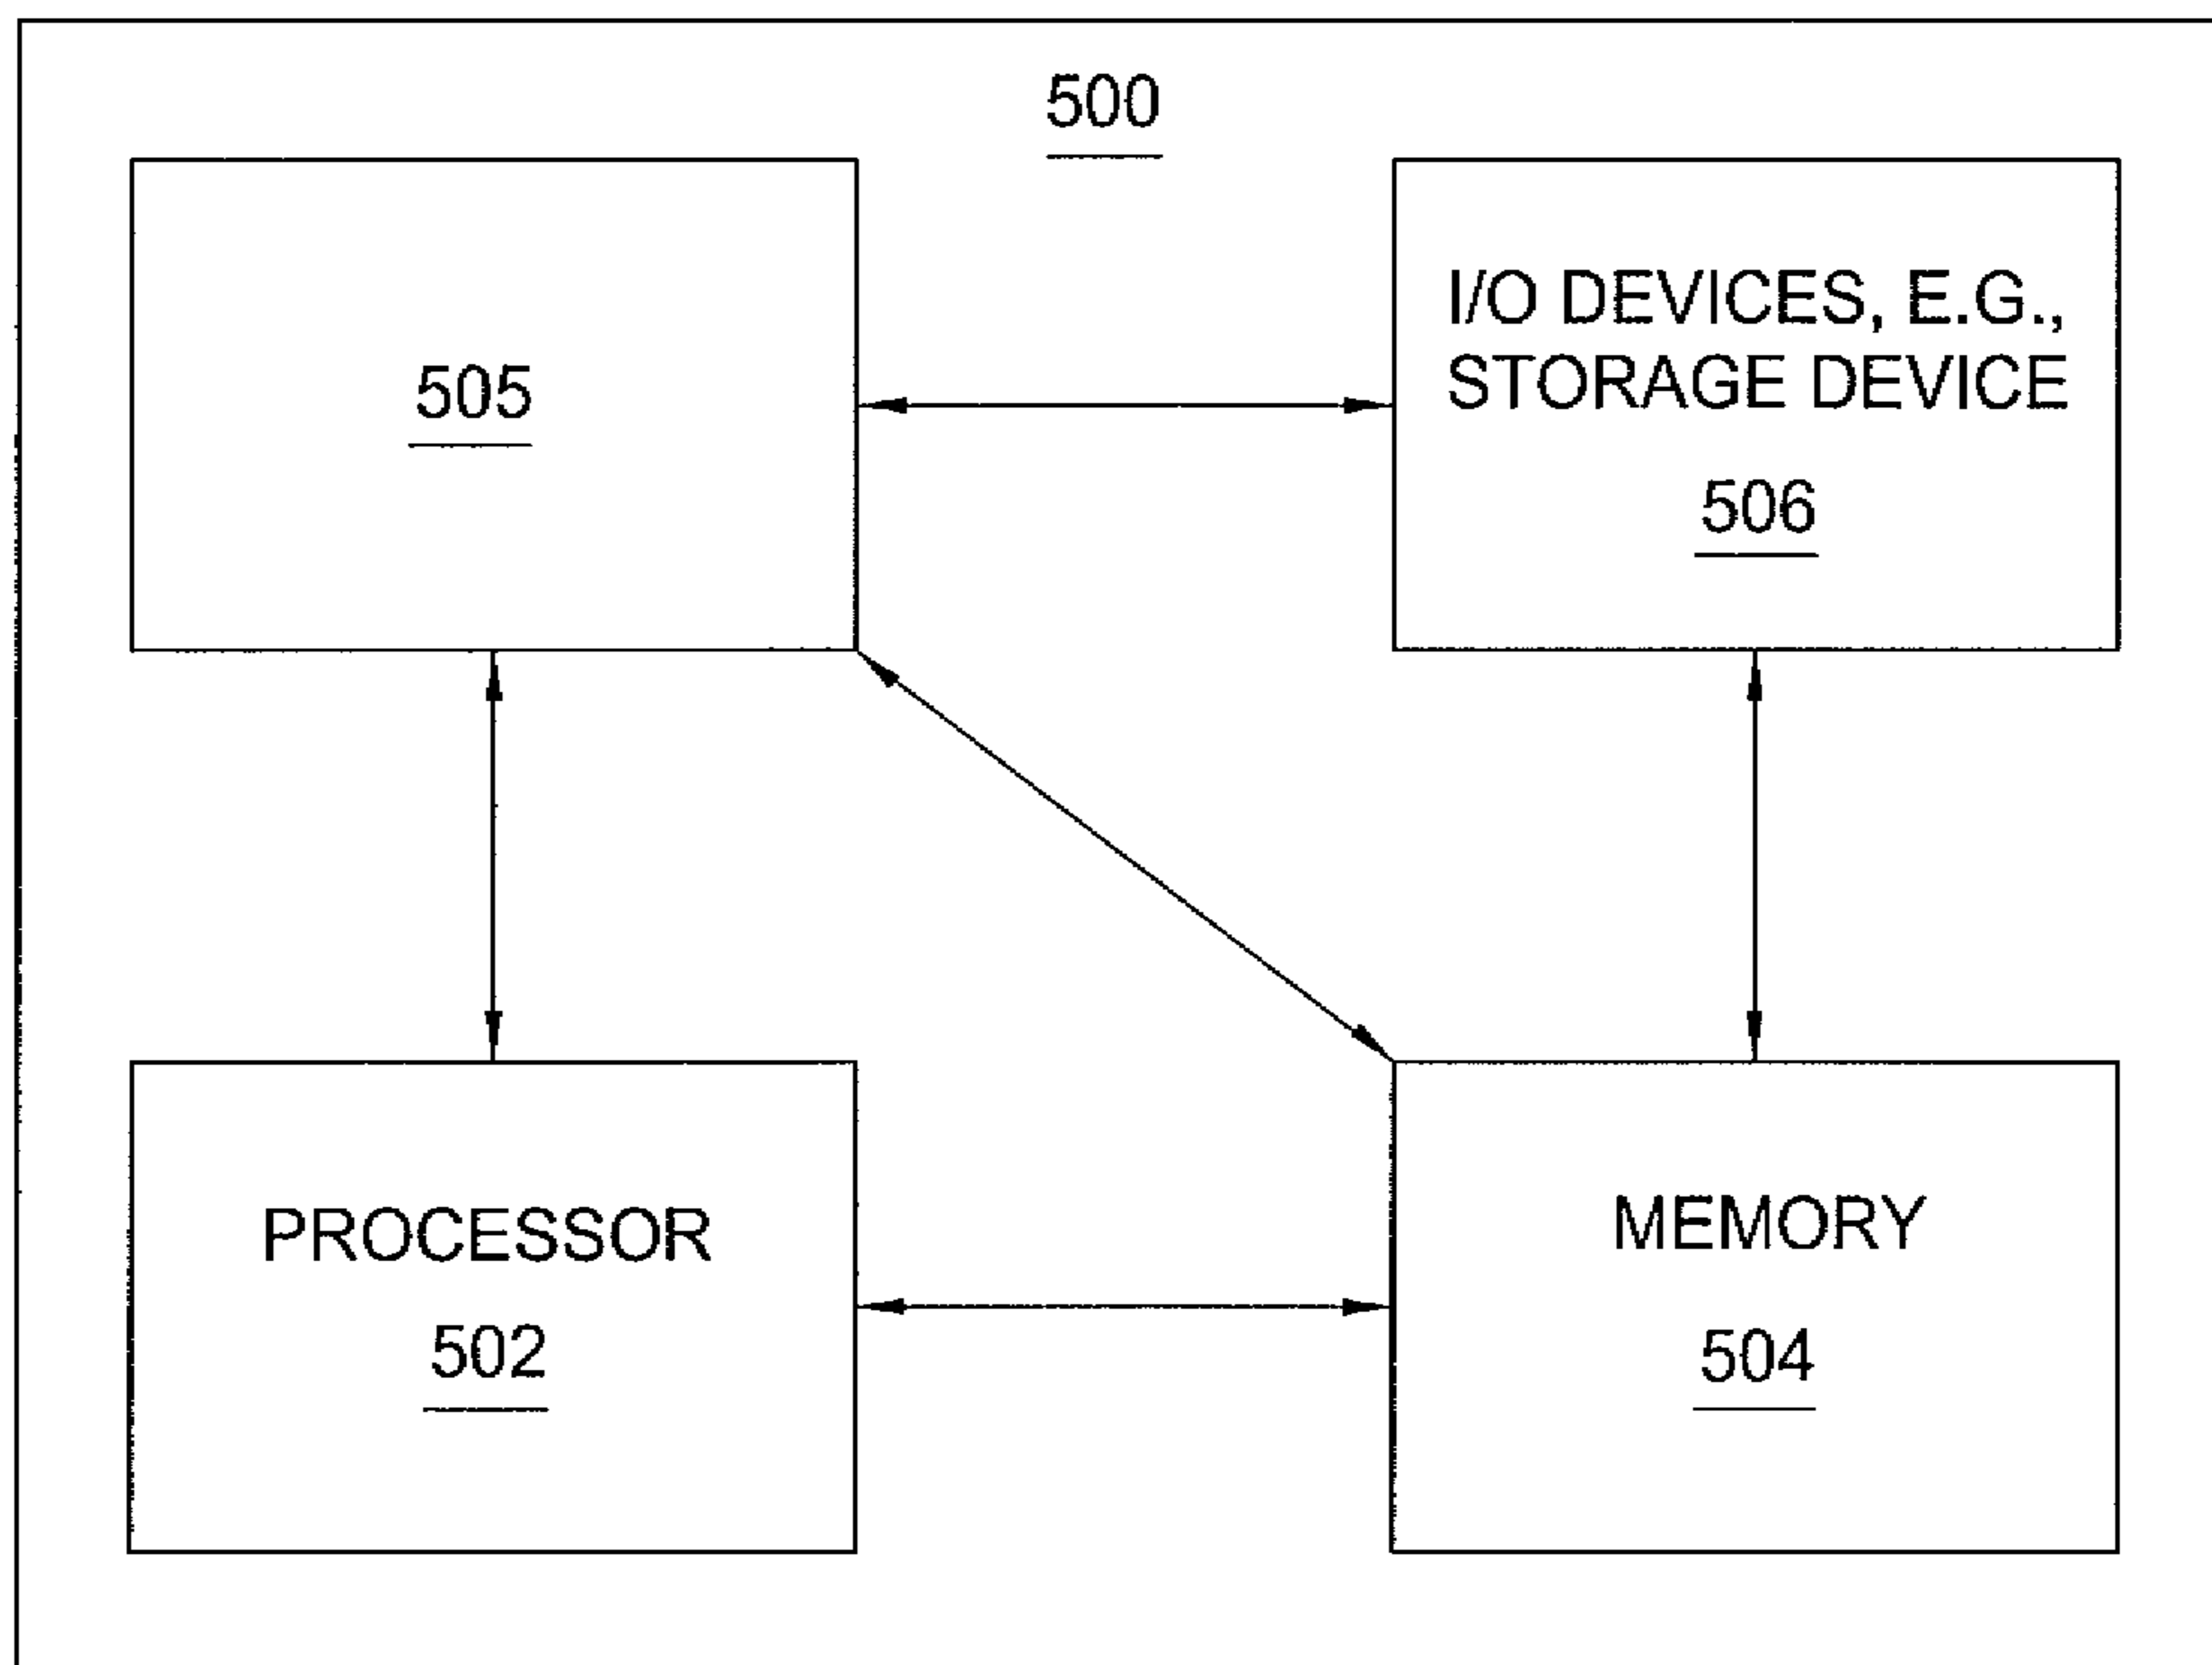 500
505
I/O DEVICES, E.G.,
STORAGE DEVICE
506
PROCESSOR
502
MEMORY
504